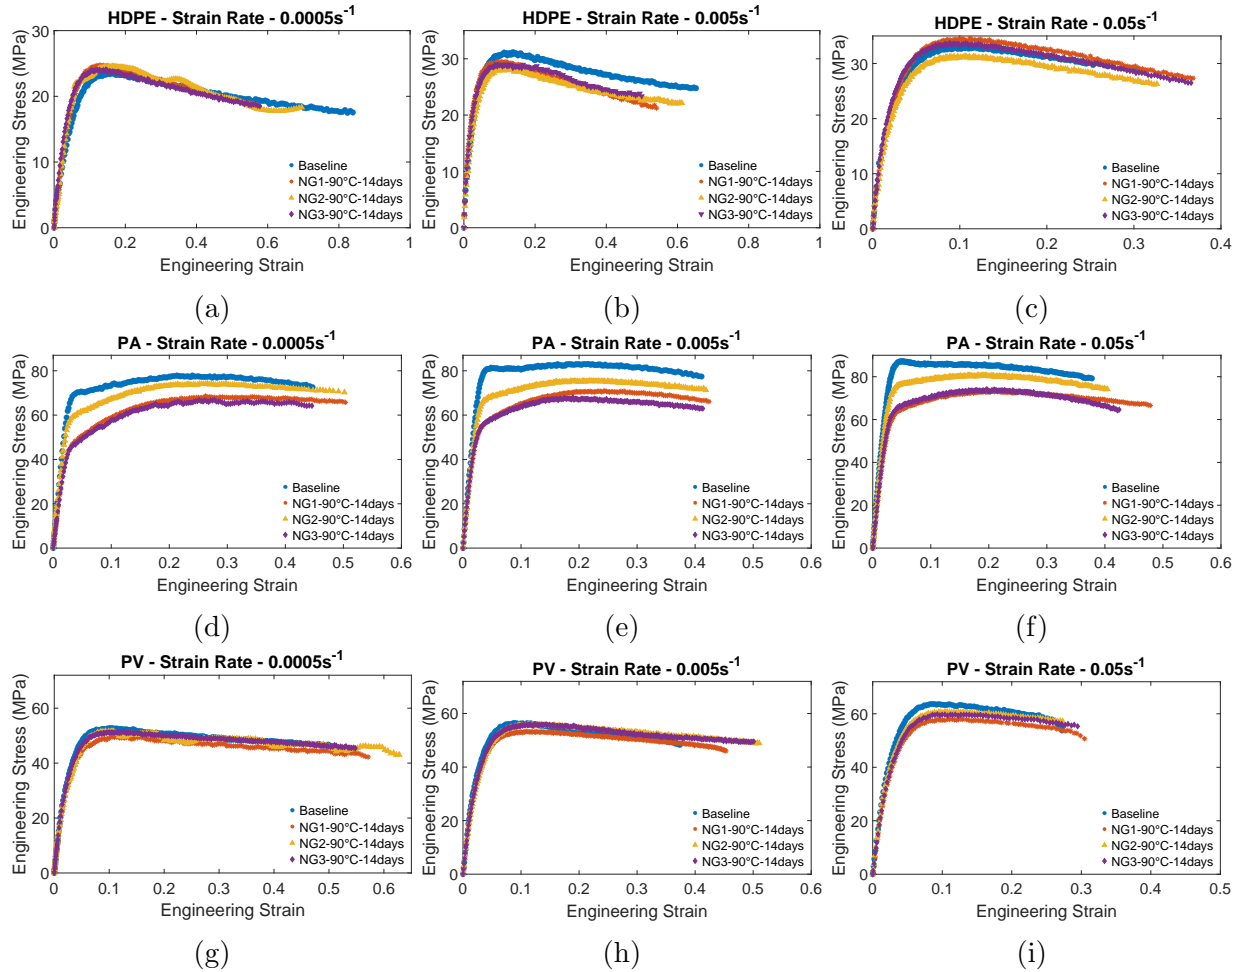 HDPE - Strain Rate - 0.0005s⁻¹
Engineering Stress (MPa)
30
20
10
0
Baseline
NG1-90°C-14days
NG2-90°C-14days
NG3-90°C-14days
0 0.2 0.4 0.6 0.8 1
Engineering Strain
(a)
HDPE - Strain Rate - 0.005s⁻¹
Engineering Stress (MPa)
30
20
10
0
Baseline
NG1-90°C-14days
NG2-90°C-14days
NG3-90°C-14days
0 0.2 0.4 0.6 0.8 1
Engineering Strain
(b)
HDPE - Strain Rate - 0.05s⁻¹
Engineering Stress (MPa)
30
20
10
0
Baseline
NG1-90°C-14days
NG2-90°C-14days
NG3-90°C-14days
0 0.1 0.2 0.3 0.4
Engineering Strain
(c)
PA - Strain Rate - 0.0005s⁻¹
Engineering Stress (MPa)
80
60
40
20
0
Baseline
NG1-90°C-14days
NG2-90°C-14days
NG3-90°C-14days
0 0.1 0.2 0.3 0.4 0.5 0.6
Engineering Strain
(d)
PA - Strain Rate - 0.005s⁻¹
Engineering Stress (MPa)
80
60
40
20
0
Baseline
NG1-90°C-14days
NG2-90°C-14days
NG3-90°C-14days
0 0.1 0.2 0.3 0.4 0.5 0.6
Engineering Strain
(e)
PA - Strain Rate - 0.05s⁻¹
Engineering Stress (MPa)
80
60
40
20
0
Baseline
NG1-90°C-14days
NG2-90°C-14days
NG3-90°C-14days
0 0.1 0.2 0.3 0.4 0.5 0.6
Engineering Strain
(f)
PV - Strain Rate - 0.0005s⁻¹
Engineering Stress (MPa)
60
40
20
0
Baseline
NG1-90°C-14days
NG2-90°C-14days
NG3-90°C-14days
0 0.1 0.2 0.3 0.4 0.5 0.6 0.7
Engineering Strain
(g)
PV - Strain Rate - 0.005s⁻¹
Engineering Stress (MPa)
60
40
20
0
Baseline
NG1-90°C-14days
NG2-90°C-14days
NG3-90°C-14days
0 0.1 0.2 0.3 0.4 0.5 0.6
Engineering Strain
(h)
PV - Strain Rate - 0.05s⁻¹
Engineering Stress (MPa)
60
40
20
0
Baseline
NG1-90°C-14days
NG2-90°C-14days
NG3-90°C-14days
0 0.1 0.2 0.3 0.4 0.5
Engineering Strain
(i)